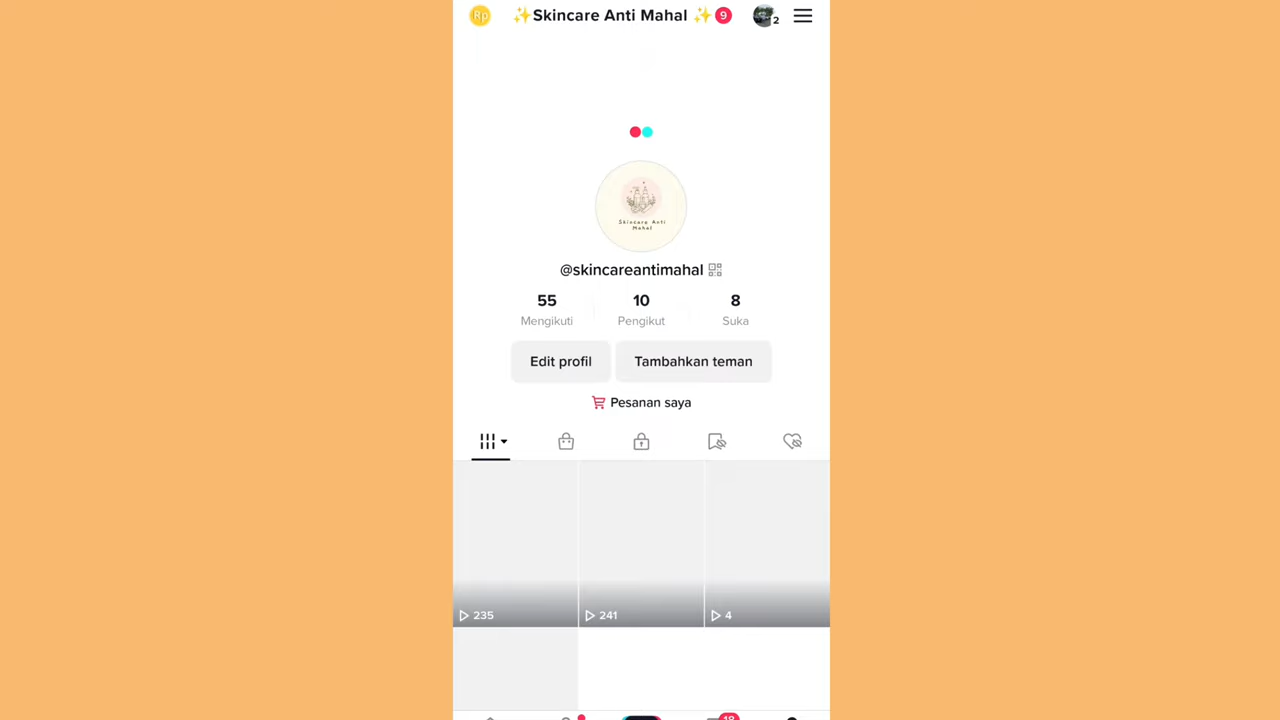 Rp ✨Skincare Anti Mahal ✨ 9 2
Skincare Anti
Mahal
@skincareantimahal
55 10 8
Mengikuti Pengikut Suka
Edit profil Tambahkan teman
Pesanan saya
235 241 4
18